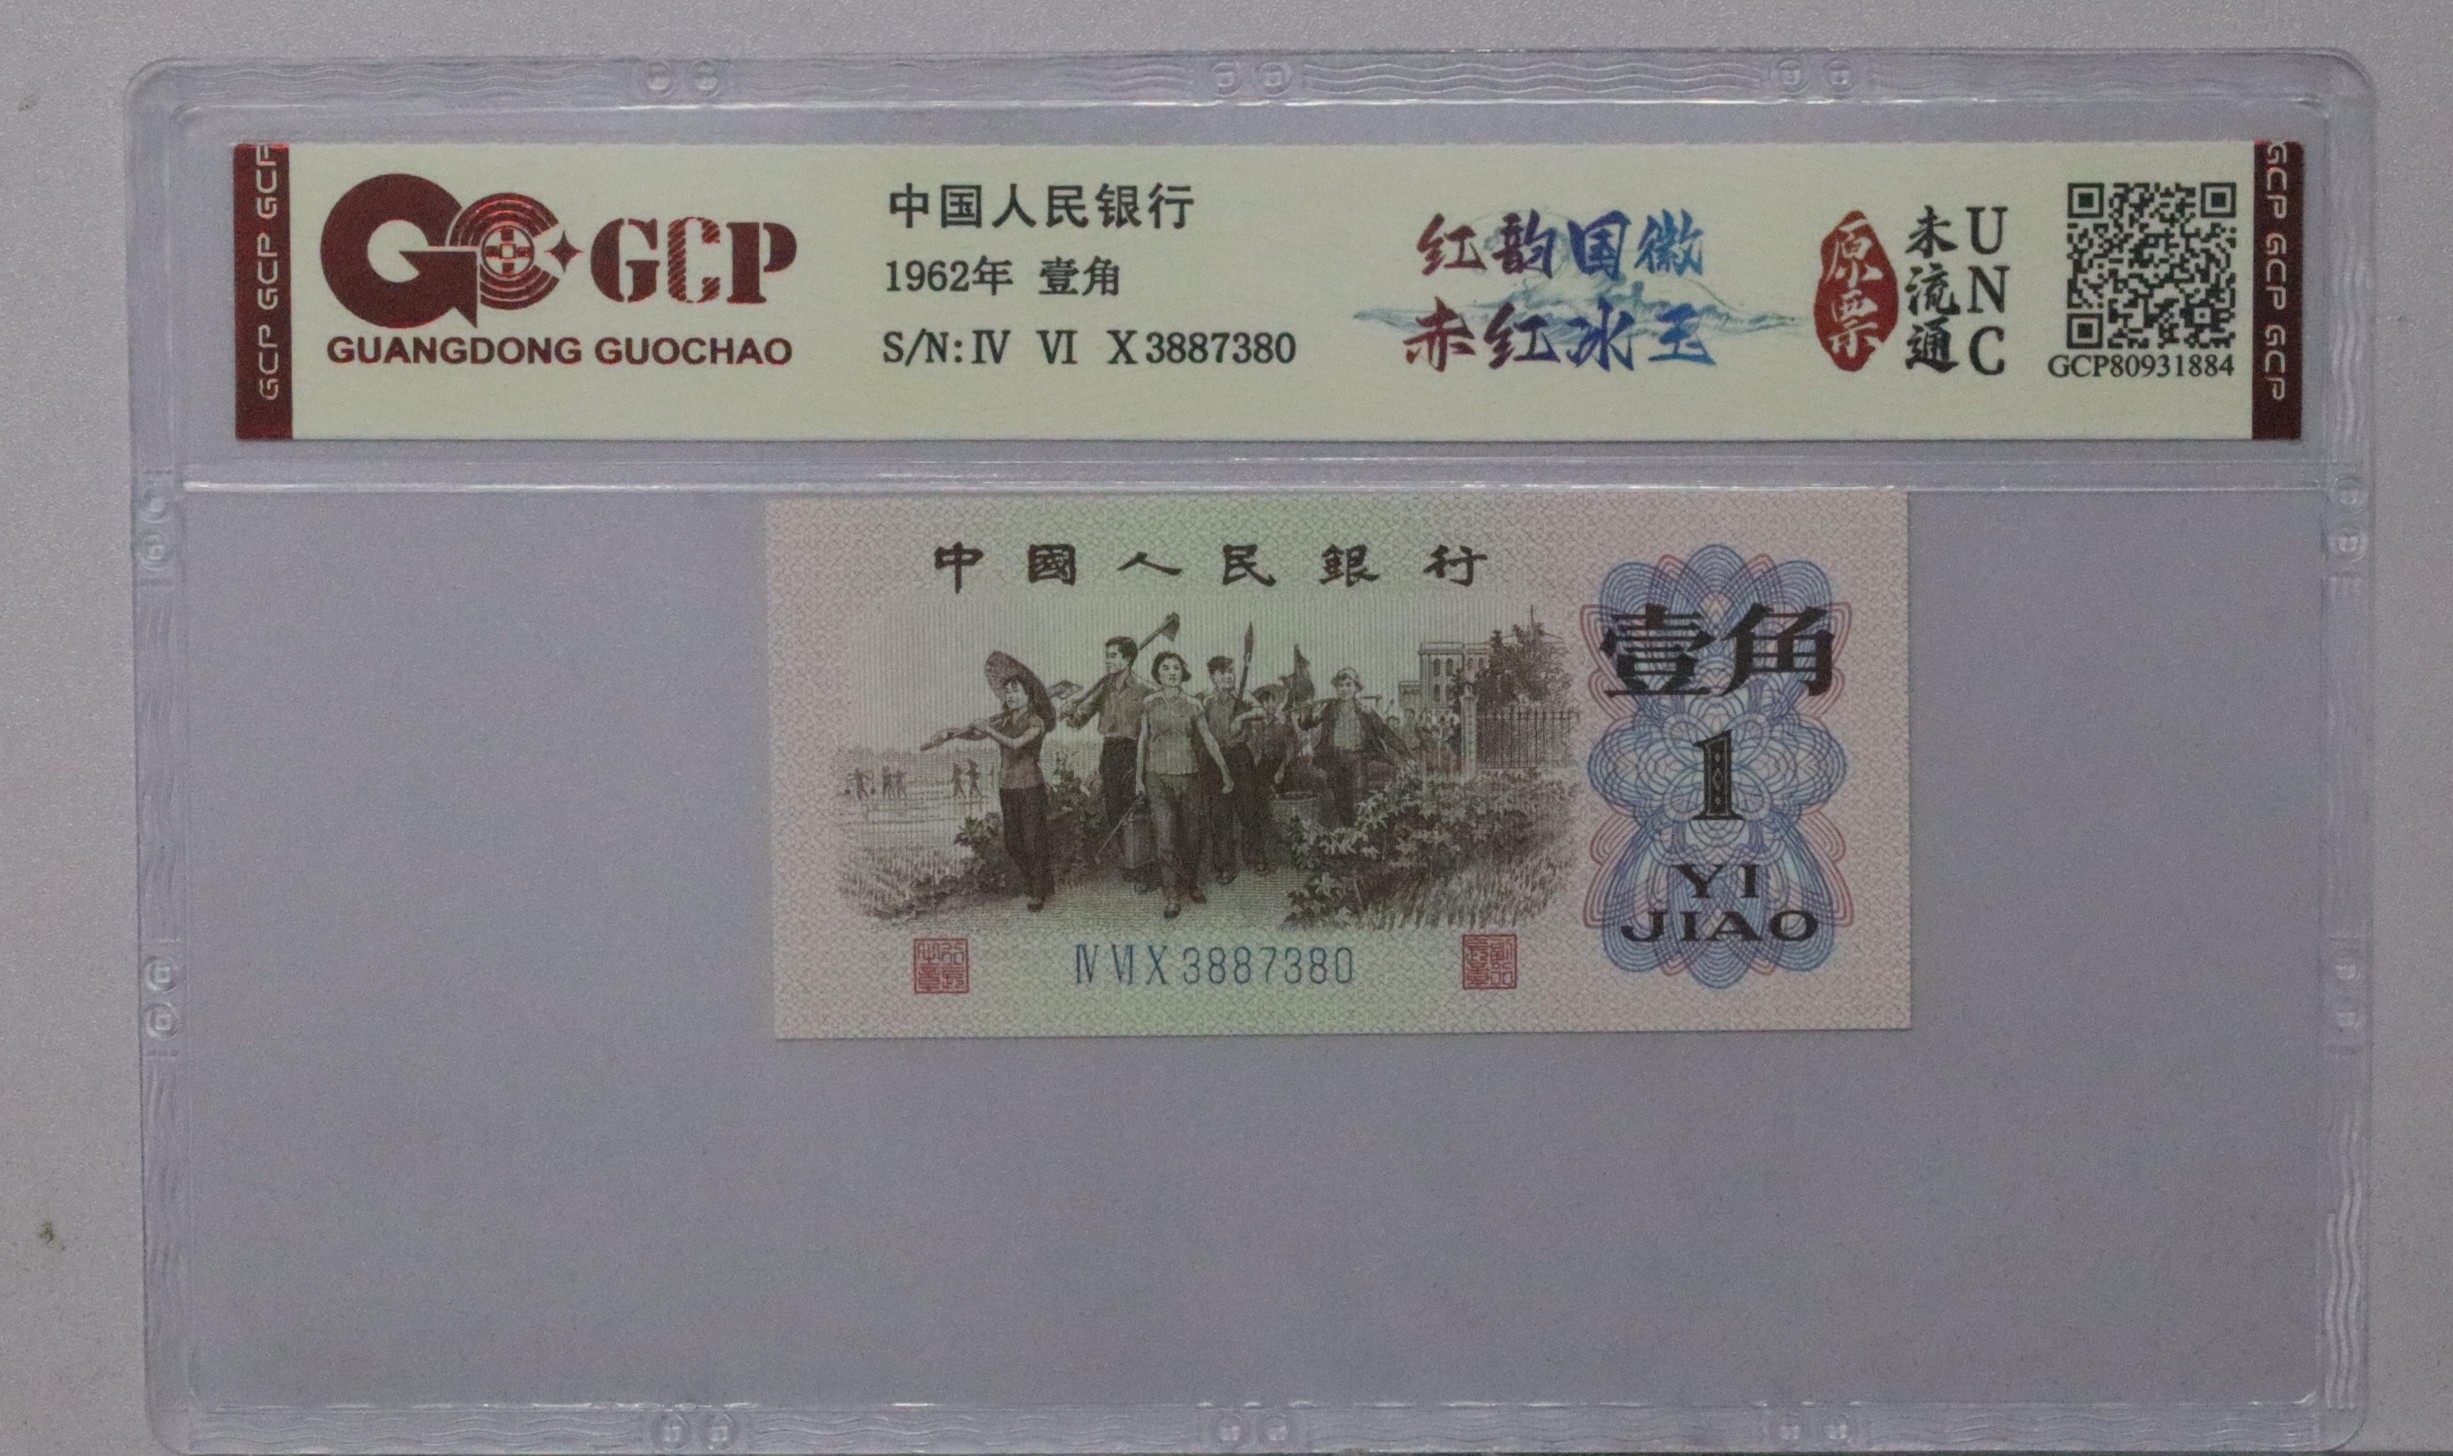 GCP GCP GCP
GCP
GUANGDONG GUOCHAO
中国人民银行
1962年 壹角
S/N: Ⅳ Ⅵ X 3887380
红韵国徽
赤红冰玉
原票
未流通
UNC
GCP80931884
GCP GCP GCP
中國人民銀行
壹角
1
YI
JIAO
Ⅳ Ⅵ X 3887380